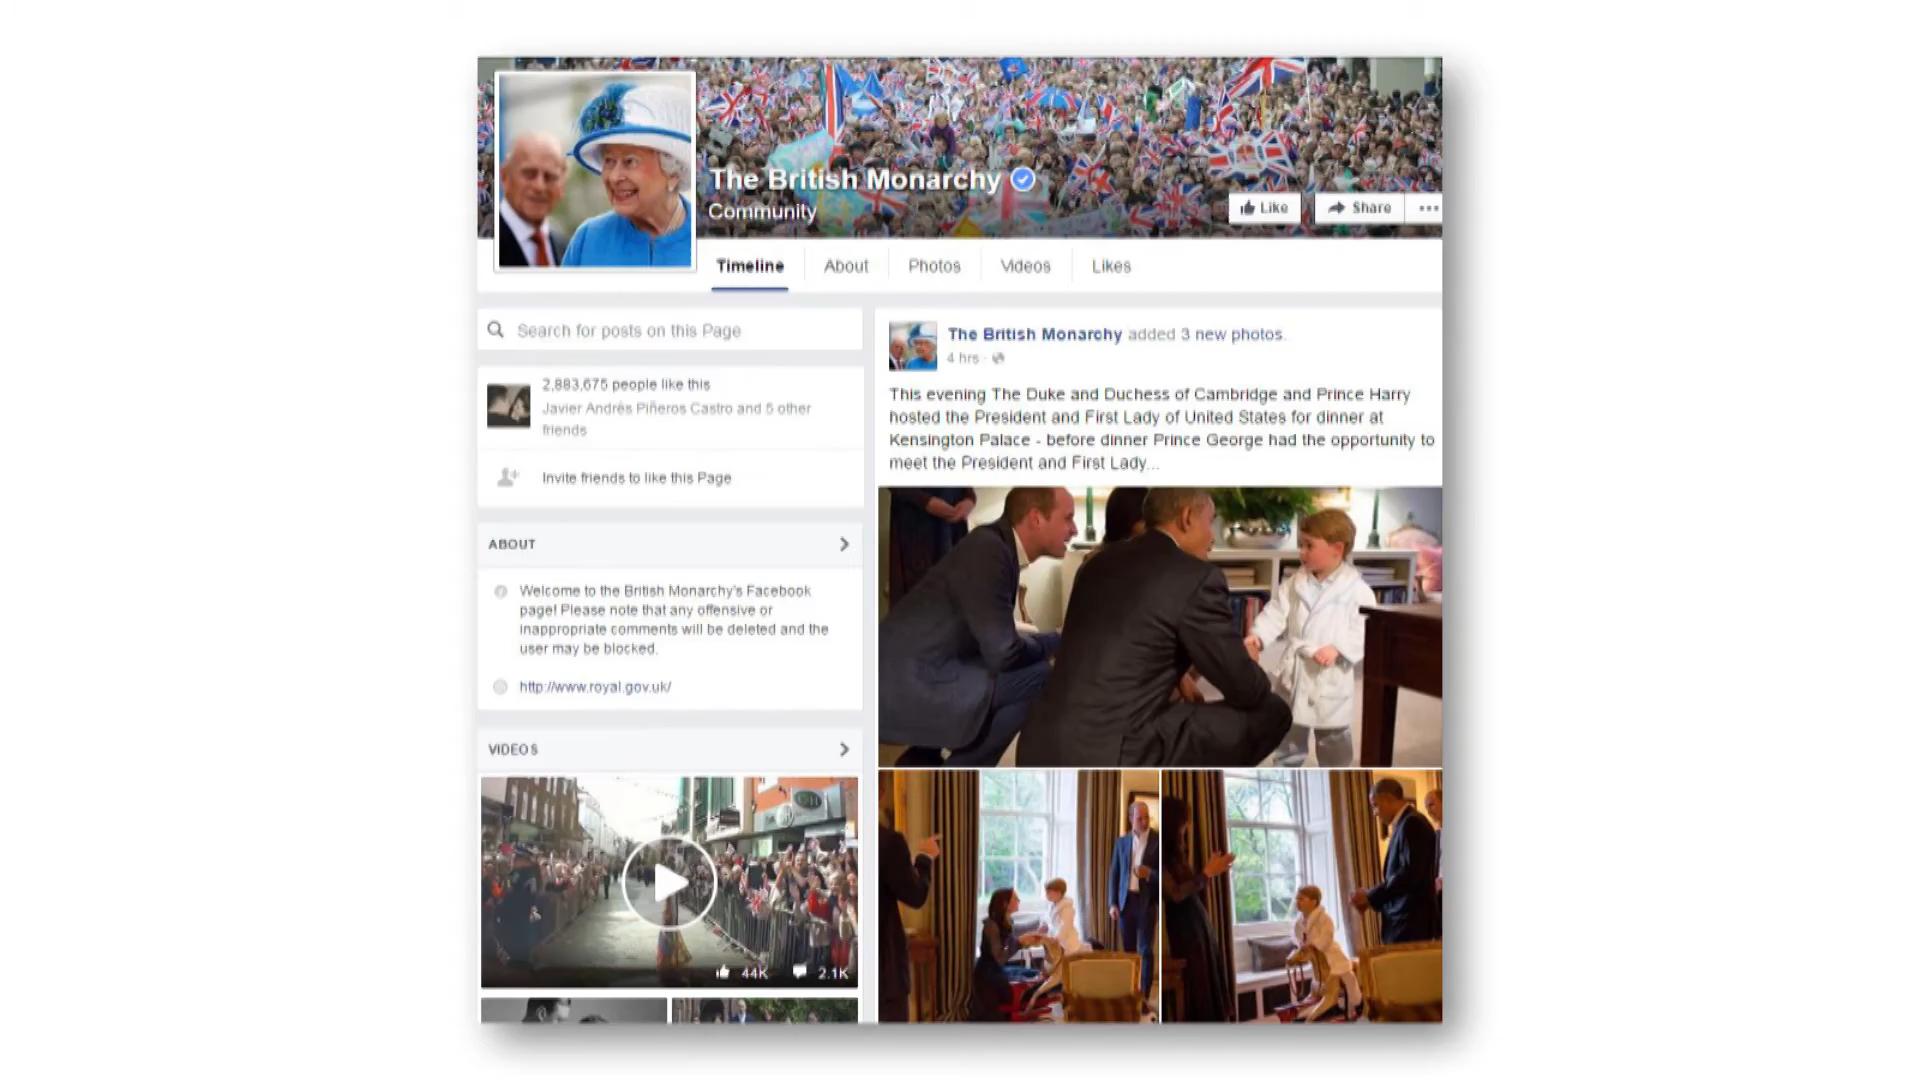 The British Monarchy
Community
Like
Share
Timeline
About
Photos
Videos
Likes
Search for posts on this Page
2,883,675 people like this
Javier Andrés Piñeros Castro and 5 other
friends
Invite friends to like this Page
ABOUT
Welcome to the British Monarchy's Facebook
page! Please note that any offensive or
inappropriate comments will be deleted and the
user may be blocked.
http://www.royal.gov.uk/
VIDEOS
44K 2.1K
The British Monarchy added 3 new photos.
4 hrs ·
This evening The Duke and Duchess of Cambridge and Prince Harry
hosted the President and First Lady of United States for dinner at
Kensington Palace - before dinner Prince George had the opportunity to
meet the President and First Lady...